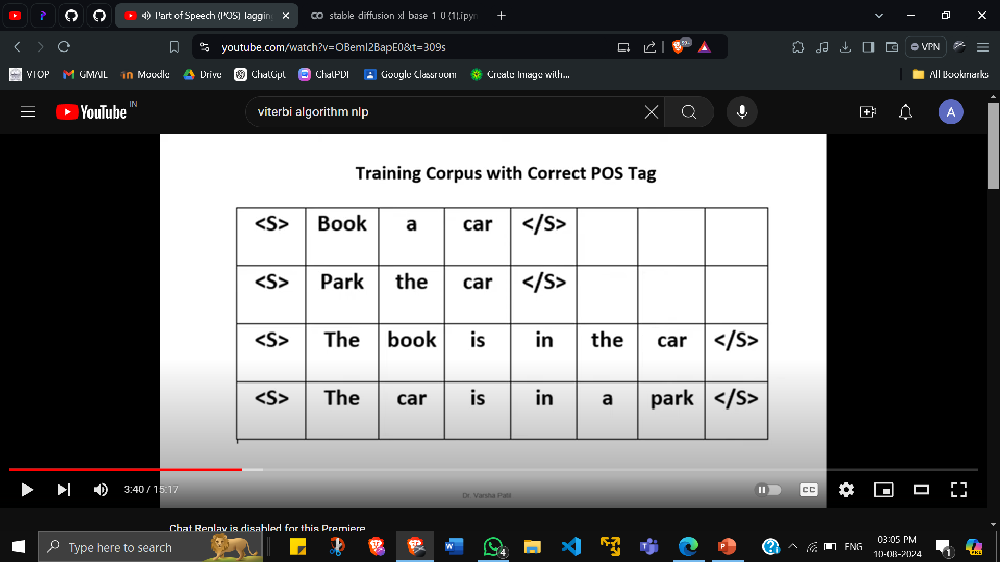 Part of Speech (POS) Tagging
stable_diffusion_xl_base_1_0 (1).ipyn
youtube.com/watch?v=OBemI2BapE0&t=309s
99+
VPN
VTOP
GMAIL
Moodle
Drive
ChatGpt
ChatPDF
Google Classroom
Create Image with...
All Bookmarks
YouTube IN
viterbi algorithm nlp
A
Training Corpus with Correct POS Tag
<S> Book a car </S>
<S> Park the car </S>
<S> The book is in the car </S>
<S> The car is in a park </S>
3:40 / 15:17
Dr. Varsha Patil
CC
Chat Replay is disabled for this Premiere
Type here to search
4
ENG
03:05 PM
10-08-2024
1
PRE